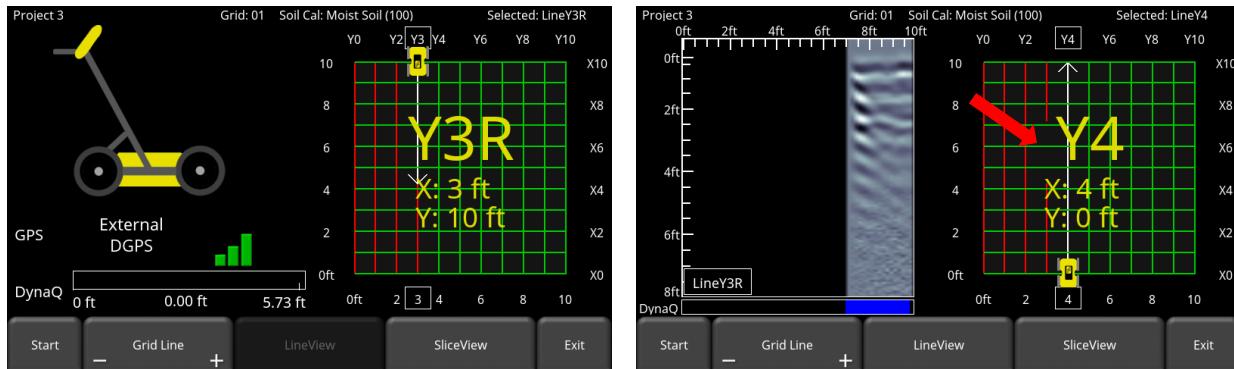 Project 3 Grid: 01 Soil Cal: Moist Soil (100) Selected: LineY3R
Y0 Y2 Y3 Y4 Y6 Y8 Y10
10 X10
8 X8
Y3R
6 X6
X: 3 ft
4 X4
Y: 10 ft
External
DGPS
GPS
2 X2
0ft X0
DynaQ
0 ft 0.00 ft 5.73 ft
0ft 2 3 4 6 8 10
Start
− Grid Line +
LineView
SliceView
Exit
Project 3 Grid: 01 Soil Cal: Moist Soil (100) Selected: LineY4
0ft 2ft 4ft 6ft 8ft 10ft
0ft
2ft
4ft
6ft
8ft
LineY3R
DynaQ
Y0 Y2 Y4 Y6 Y8 Y10
10 X10
8 X8
Y4
6 X6
X: 4 ft
4 X4
Y: 0 ft
2 X2
0ft X0
0ft 2 4 6 8 10
Start
− Grid Line +
LineView
SliceView
Exit